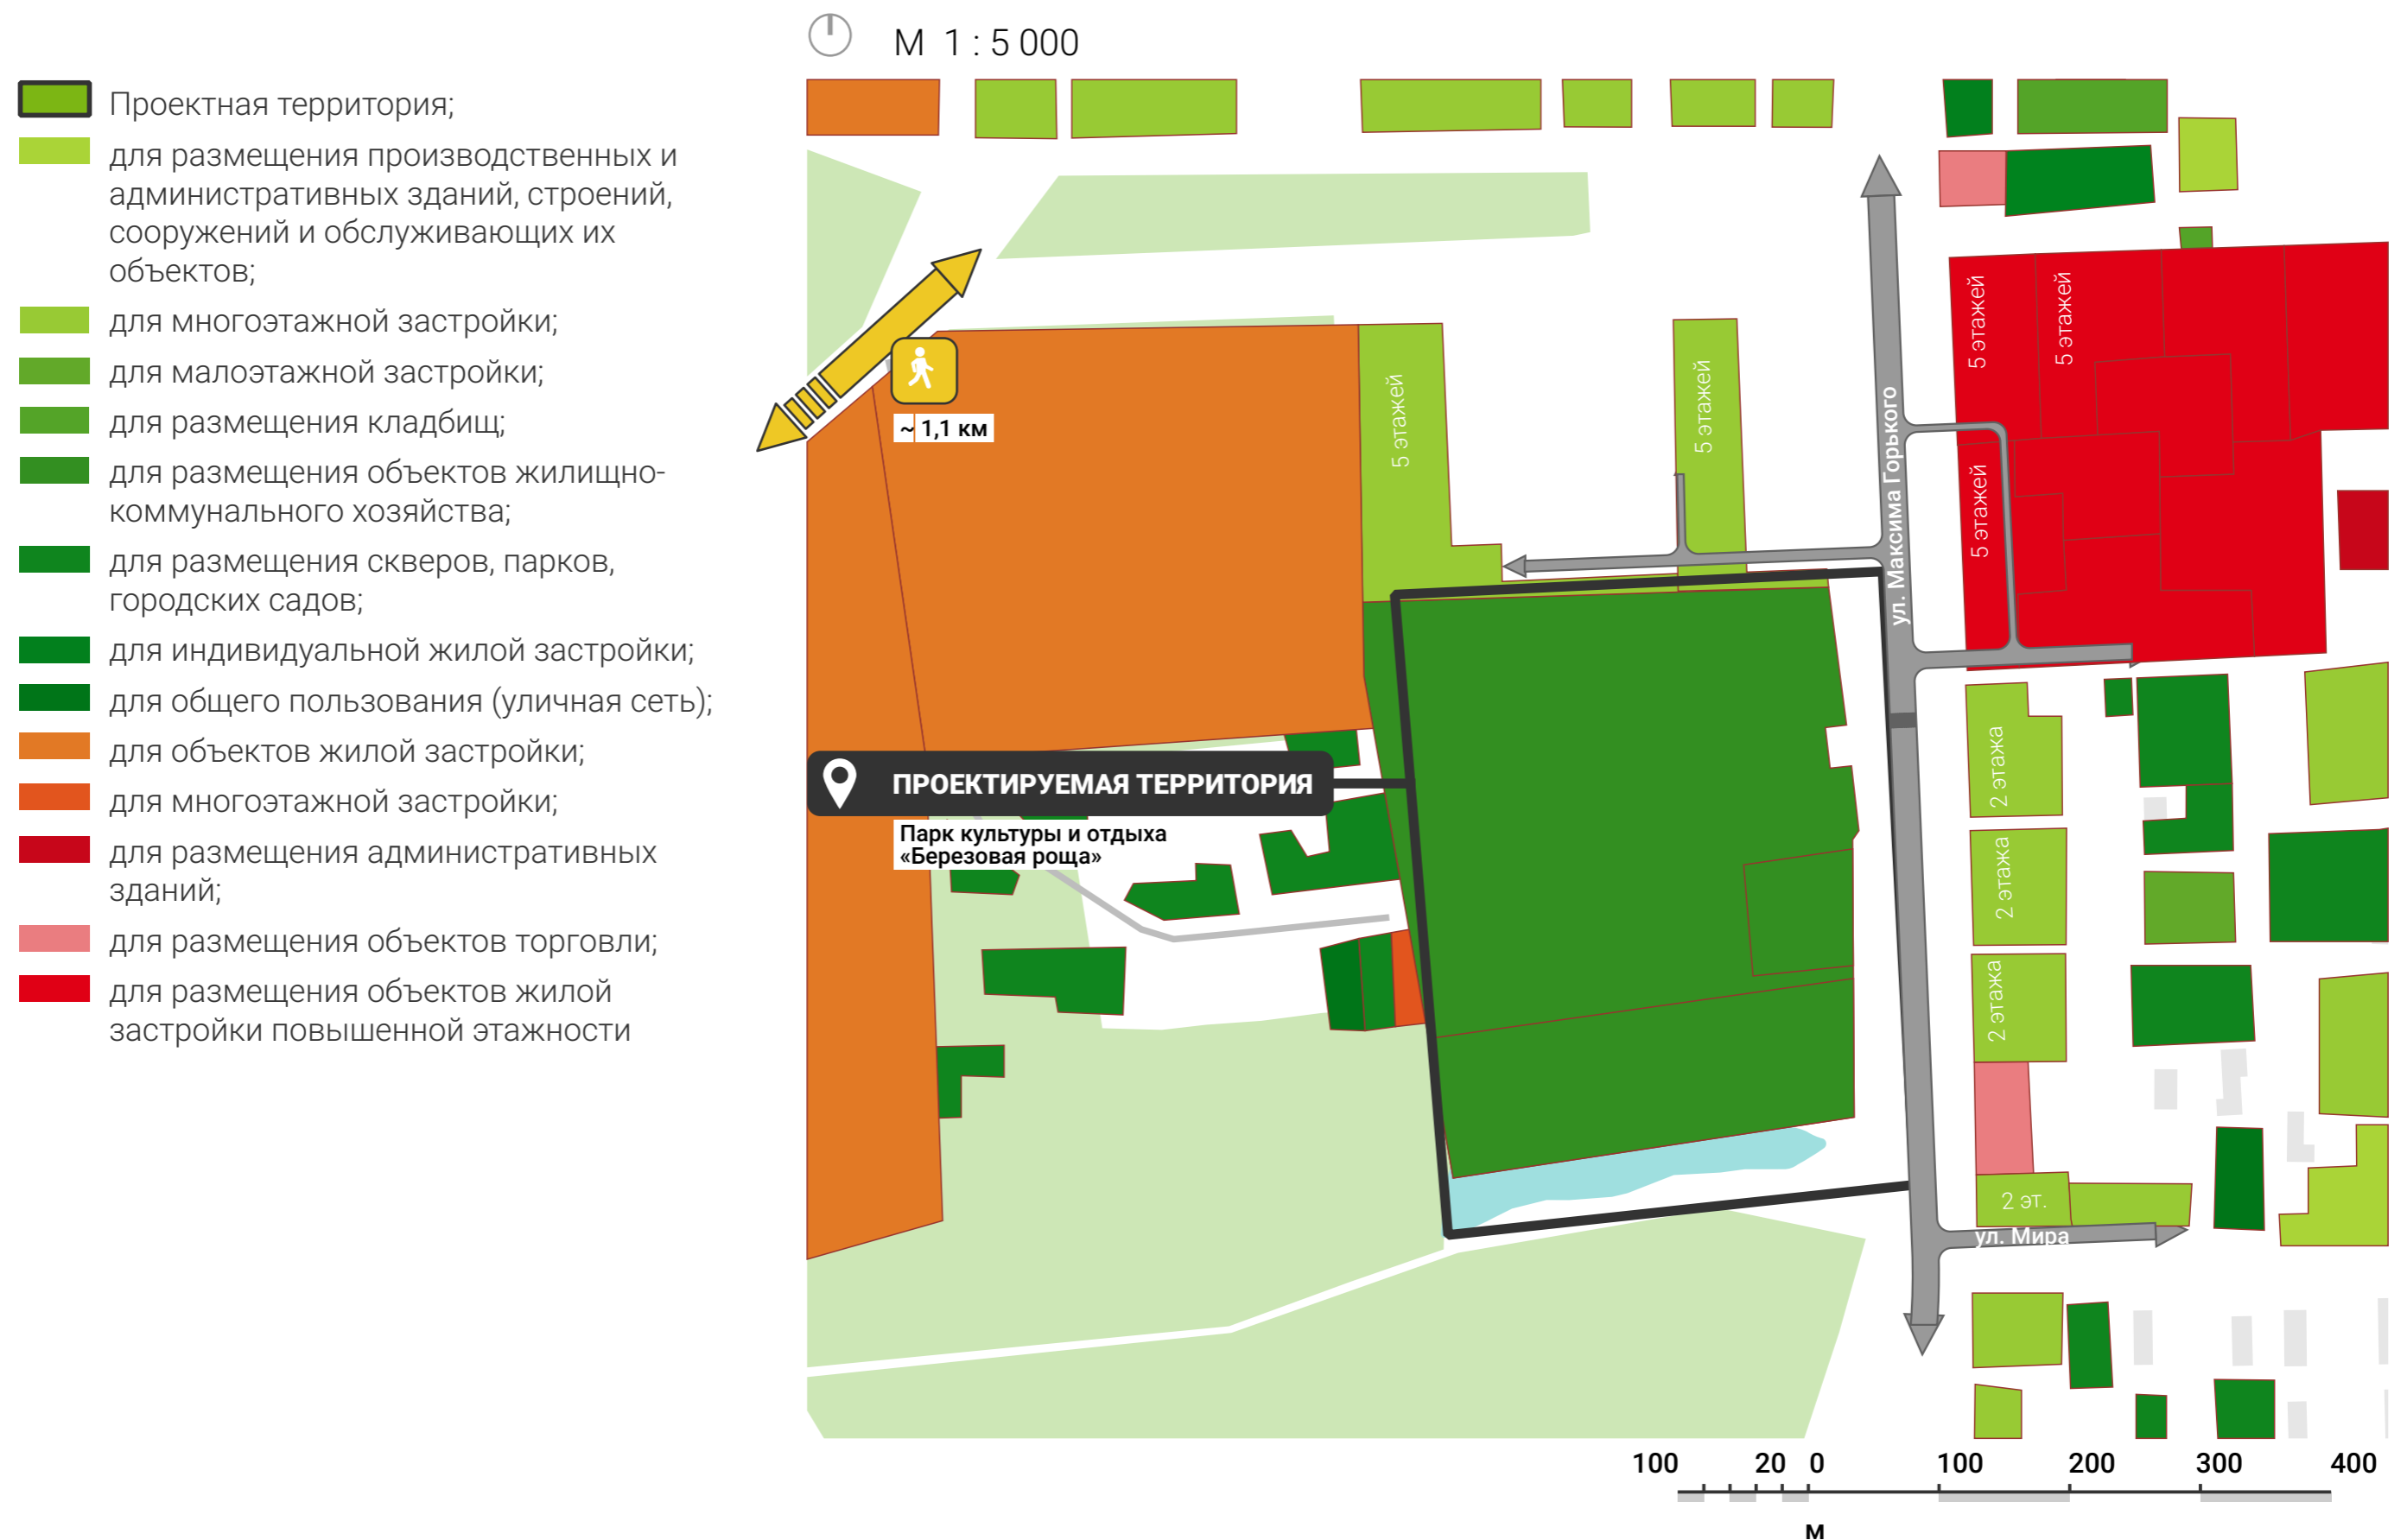 М 1 : 5 000
Проектная территория;
для размещения производственных и
административных зданий, строений,
сооружений и обслуживающих их
объектов;
для многоэтажной застройки;
для малоэтажной застройки;
для размещения кладбищ;
для размещения объектов жилищно-
коммунального хозяйства;
для размещения скверов, парков,
городских садов;
для индивидуальной жилой застройки;
для общего пользования (уличная сеть);
для объектов жилой застройки;
для многоэтажной застройки;
для размещения административных
зданий;
для размещения объектов торговли;
для размещения объектов жилой
застройки повышенной этажности
~ 1,1 км
5 этажей
5 этажей
ул. Максима Горького
5 этажей
5 этажей
5 этажей
ПРОЕКТИРУЕМАЯ ТЕРРИТОРИЯ
Парк культуры и отдыха
«Березовая роща»
2 этажа
2 этажа
2 этажа
2 эт.
ул. Мира
100 20 0 100 200 300 400
м